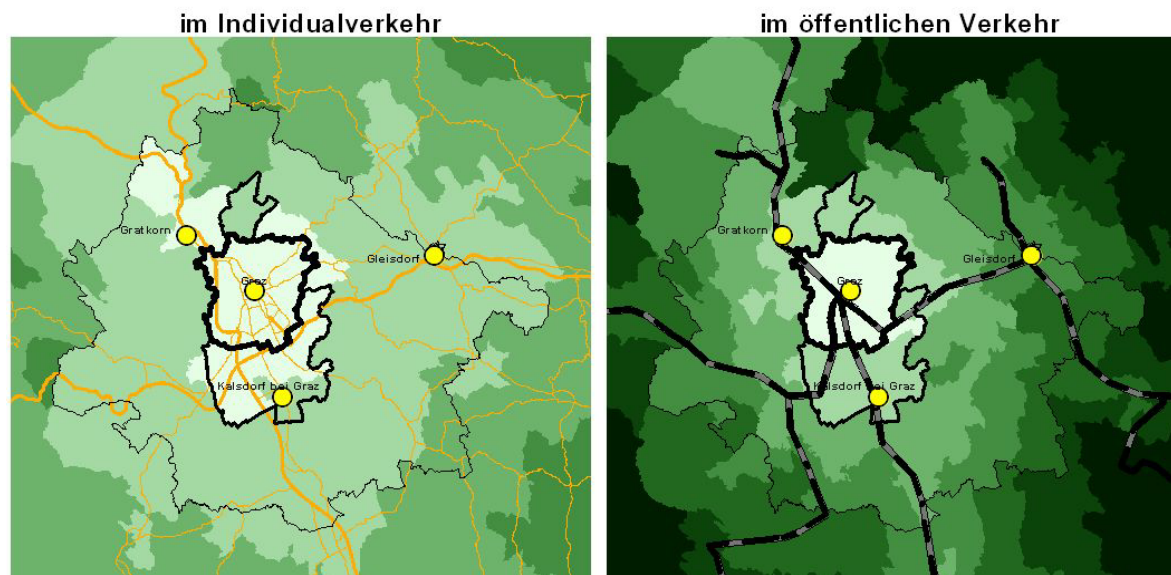 im Individualverkehr
im öffentlichen Verkehr
Gratkorn
Gleisdorf
Graz
Kalsdorf bei Graz
Gratkorn
Gleisdorf
Graz
Kalsdorf bei Graz